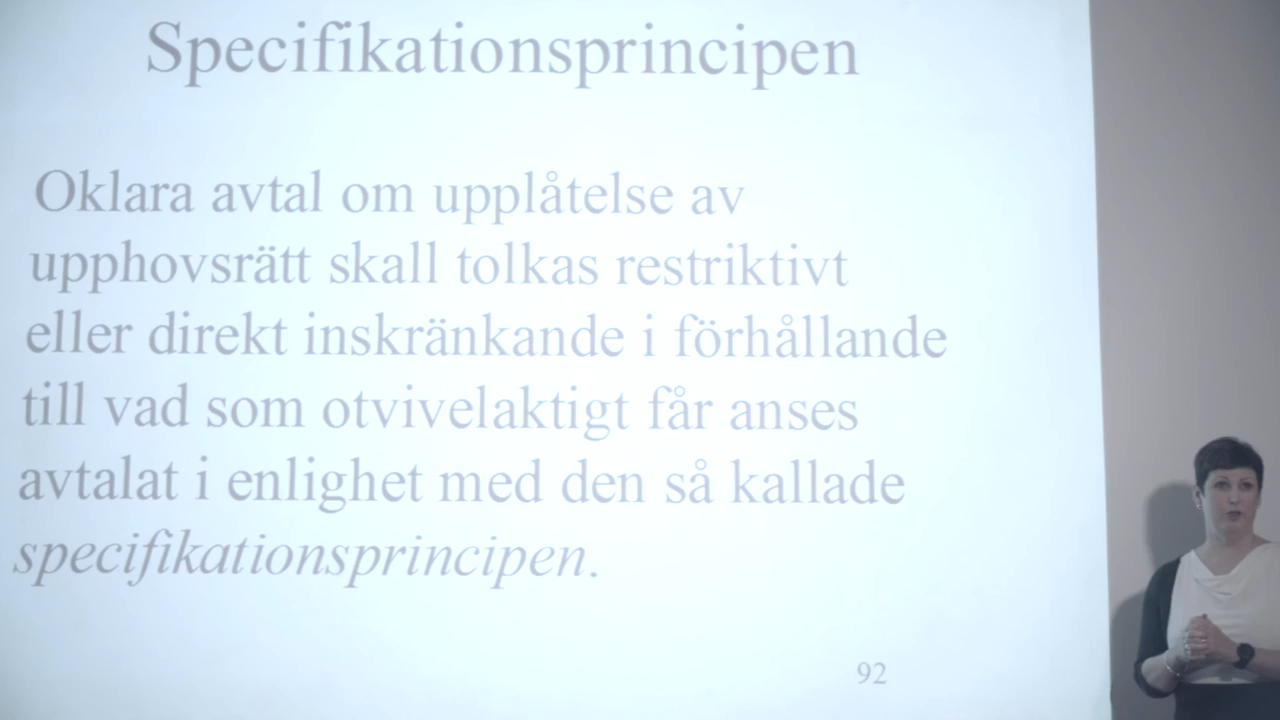 Specifikationsprincipen
Oklara avtal om upplåtelse av
upphovsrätt skall tolkas restriktivt
eller direkt inskränkande i förhållande
till vad som otvivelaktigt får anses
avtalat i enlighet med den så kallade
specifikationsprincipen.
92